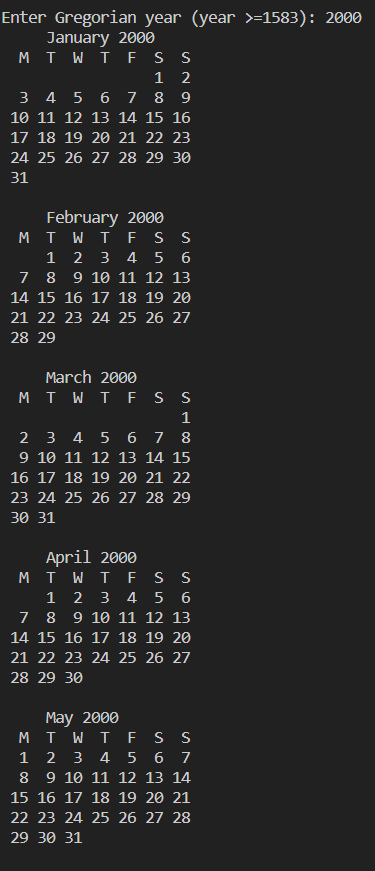 Enter Gregorian year (year >=1583): 2000
     January 2000
  M  T  W  T  F  S  S
                 1  2
  3  4  5  6  7  8  9
 10 11 12 13 14 15 16
 17 18 19 20 21 22 23
 24 25 26 27 28 29 30
 31

     February 2000
  M  T  W  T  F  S  S
     1  2  3  4  5  6
  7  8  9 10 11 12 13
 14 15 16 17 18 19 20
 21 22 23 24 25 26 27
 28 29

     March 2000
  M  T  W  T  F  S  S
                    1
  2  3  4  5  6  7  8
  9 10 11 12 13 14 15
 16 17 18 19 20 21 22
 23 24 25 26 27 28 29
 30 31

     April 2000
  M  T  W  T  F  S  S
     1  2  3  4  5  6
  7  8  9 10 11 12 13
 14 15 16 17 18 19 20
 21 22 23 24 25 26 27
 28 29 30

     May 2000
  M  T  W  T  F  S  S
  1  2  3  4  5  6  7
  8  9 10 11 12 13 14
 15 16 17 18 19 20 21
 22 23 24 25 26 27 28
 29 30 31